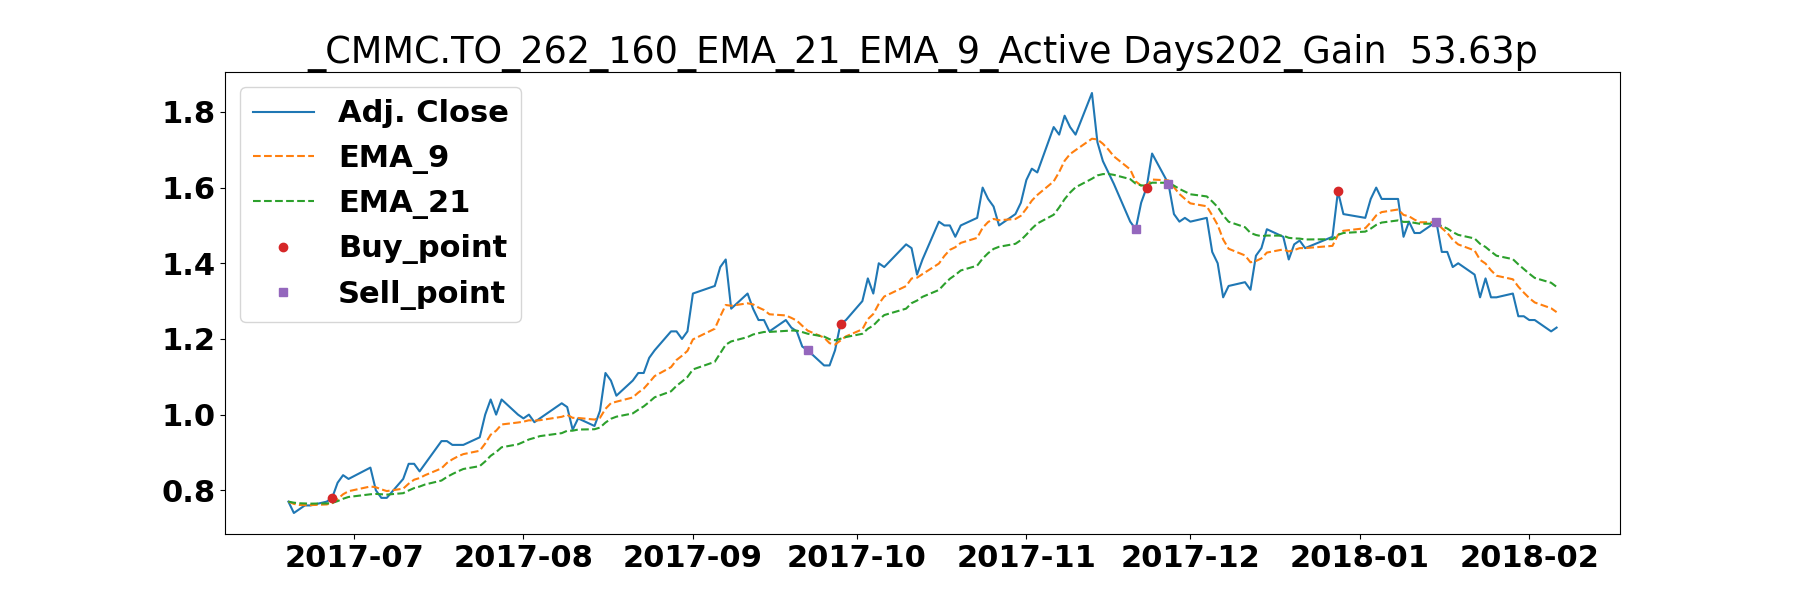 _CMMC.TO_262_160_EMA_21_EMA_9_Active Days202_Gain  53.63p
Adj. Close
EMA_9
EMA_21
Buy_point
Sell_point
1.8
1.6
1.4
1.2
1.0
0.8
2017-07 2017-08 2017-09 2017-10 2017-11 2017-12 2018-01 2018-02